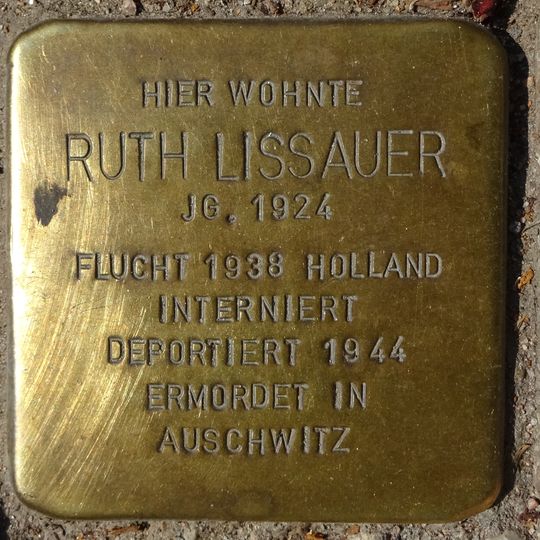 HIER WOHNTE
RUTH LISSAUER
JG. 1924
FLUCHT 1938 HOLLAND
INTERNIERT
DEPORTIERT 1944
ERMORDET IN
AUSCHWITZ